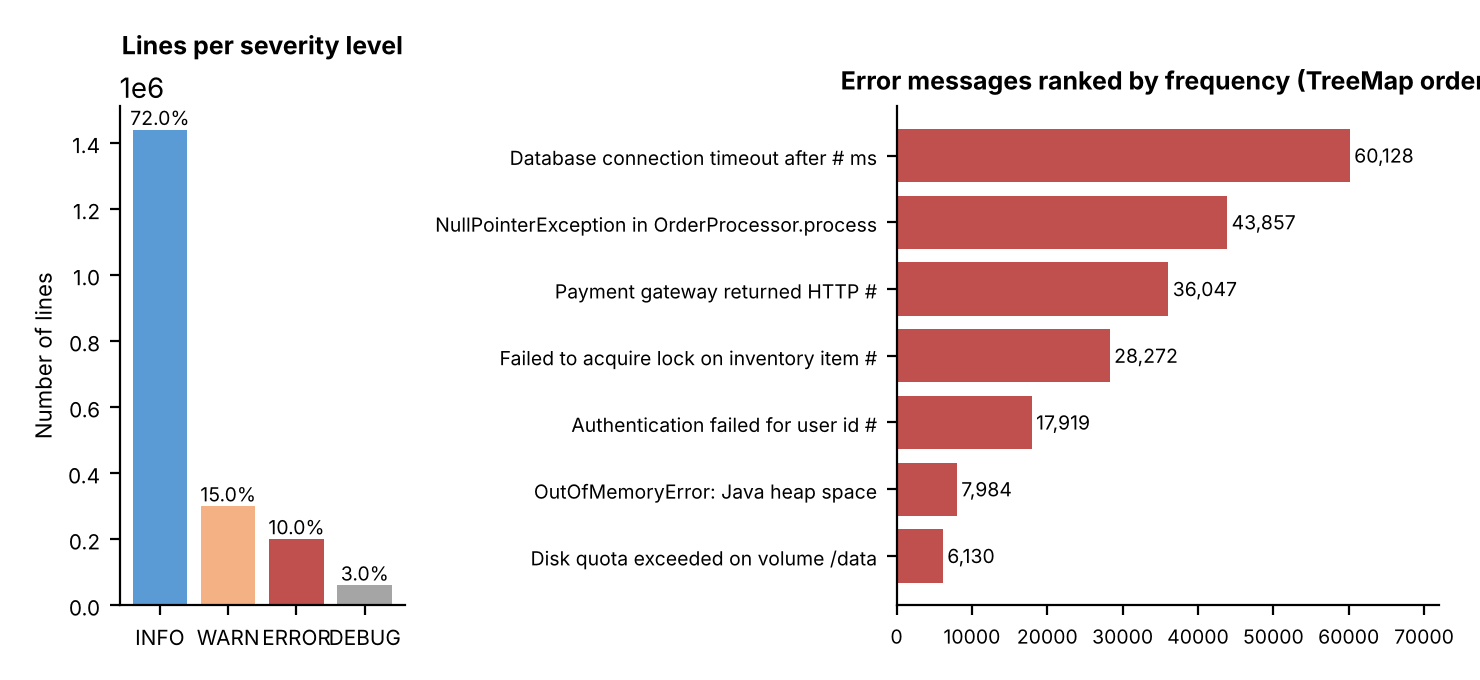 Lines per severity level
1e6
72.0%
1.4
1.2
1.0
0.8
0.6
0.4
0.2
0.0
Number of lines
15.0%
10.0%
3.0%
INFO WARN ERROR DEBUG
Error messages ranked by frequency (TreeMap order
Database connection timeout after # ms 60,128
NullPointerException in OrderProcessor.process 43,857
Payment gateway returned HTTP # 36,047
Failed to acquire lock on inventory item # 28,272
Authentication failed for user id # 17,919
OutOfMemoryError: Java heap space 7,984
Disk quota exceeded on volume /data 6,130
0 10000 20000 30000 40000 50000 60000 70000